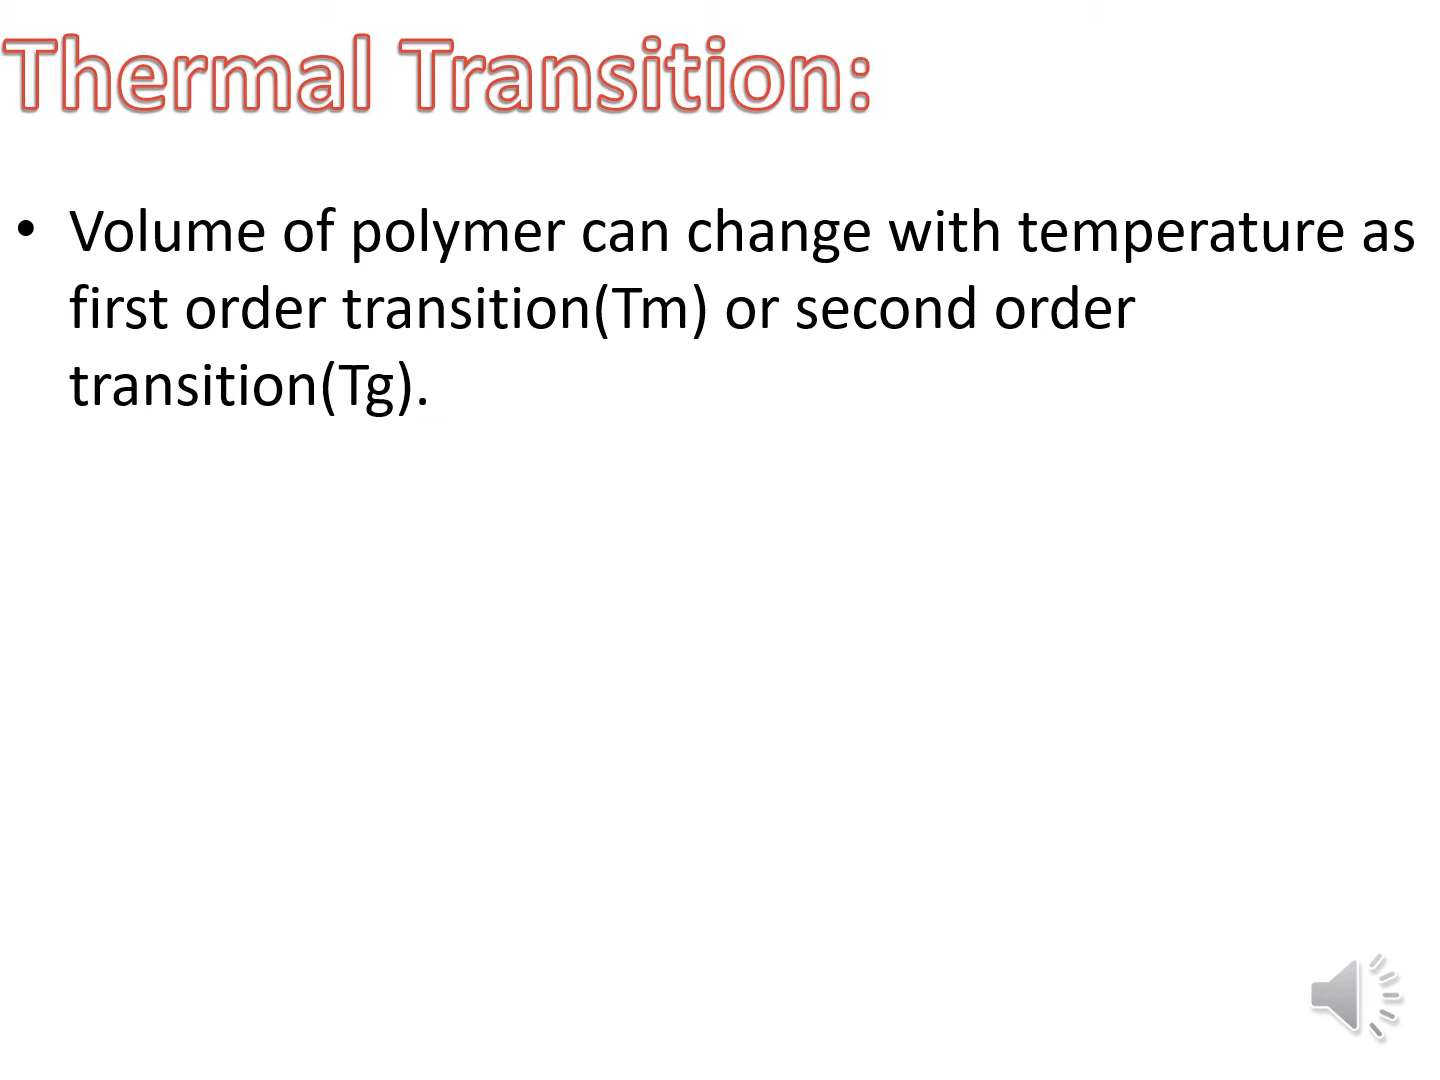 Thermal Transition:
• Volume of polymer can change with temperature as
first order transition(Tm) or second order
transition(Tg).